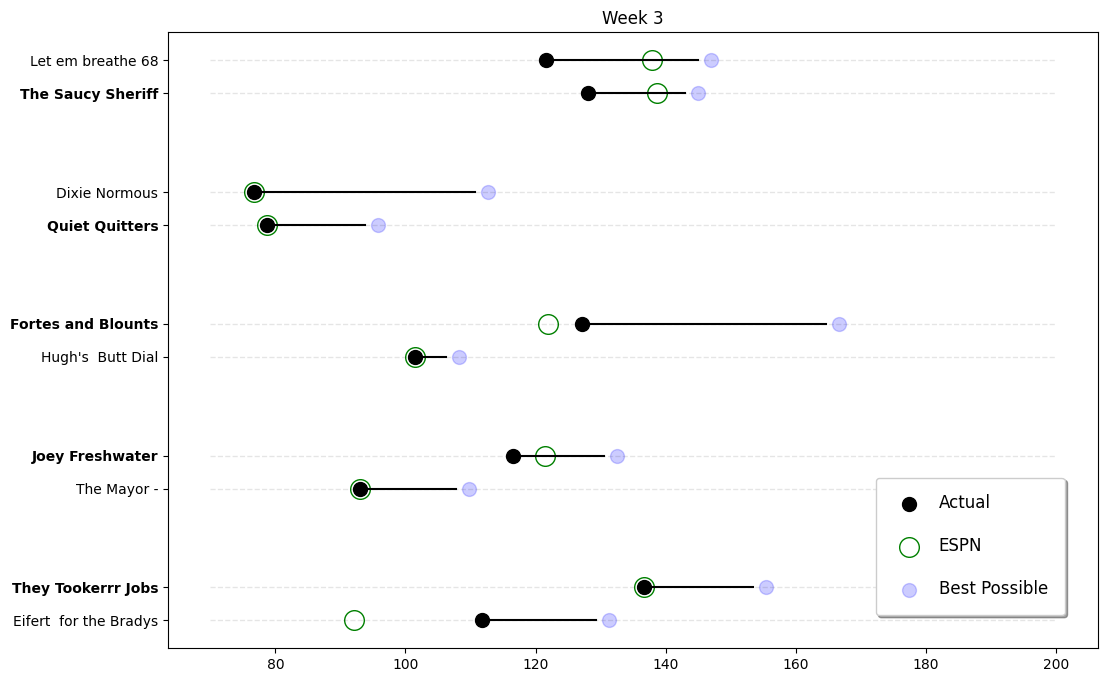 Week 3
Let em breathe 68
The Saucy Sheriff
Dixie Normous
Quiet Quitters
Fortes and Blounts
Hugh's  Butt Dial
Joey Freshwater
The Mayor -
They Tookerrr Jobs
Eifert  for the Bradys
Actual
ESPN
Best Possible
80 100 120 140 160 180 200